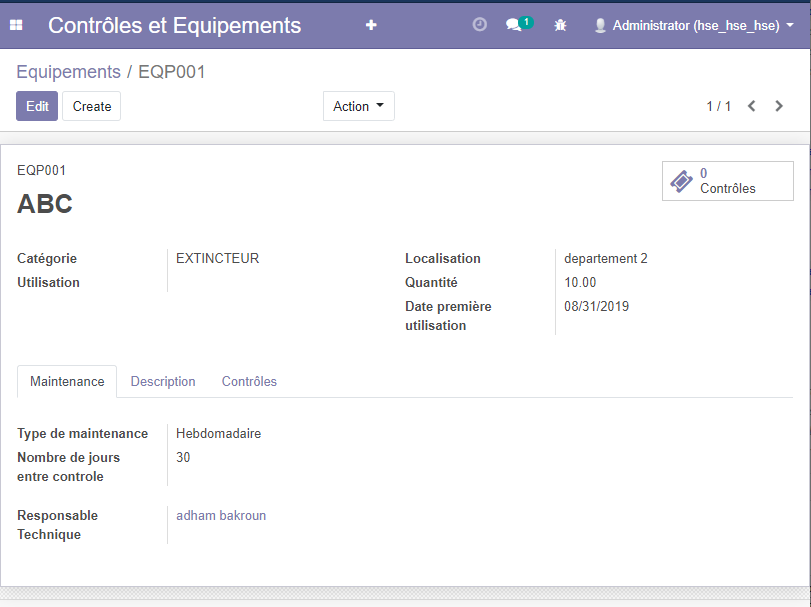 Contrôles et Equipements
1
Administrator (hse_hse_hse)
Equipements / EQP001
Edit
Create
Action
1 / 1
EQP001
ABC
0
Contrôles
Catégorie
EXTINCTEUR
Utilisation
Localisation
departement 2
Quantité
10.00
Date première
utilisation
08/31/2019
Maintenance
Description
Contrôles
Type de maintenance
Hebdomadaire
Nombre de jours
entre controle
30
Responsable
Technique
adham bakroun